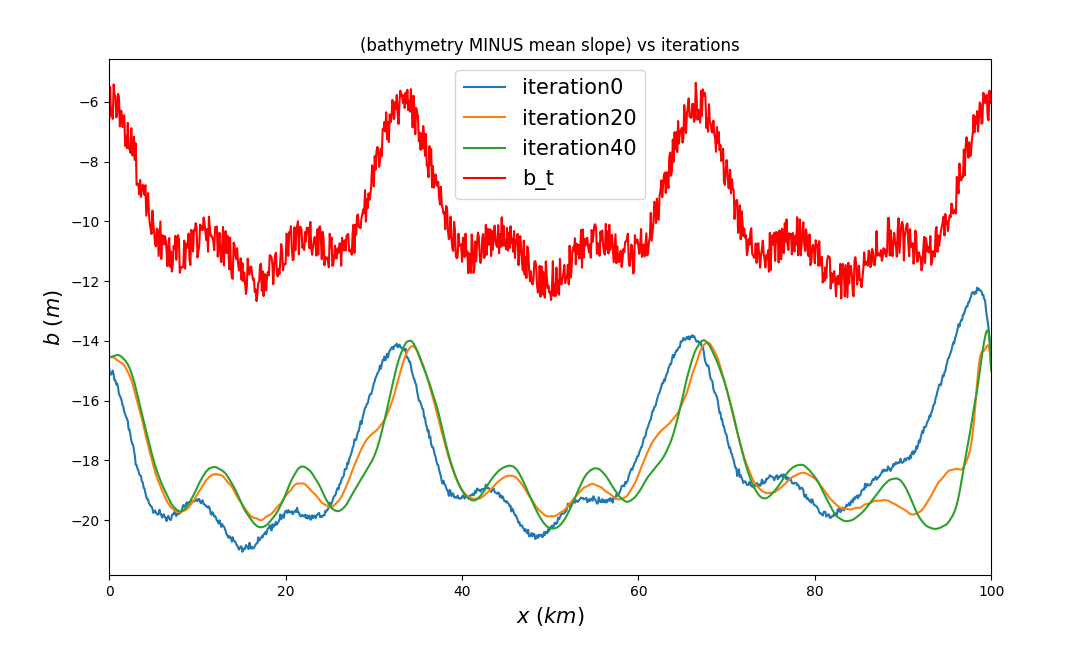 (bathymetry MINUS mean slope) vs iterations
iteration0
iteration20
iteration40
b_t
−6
−8
−10
−12
−14
−16
−18
−20
b (m)
0 20 40 60 80 100
x (km)